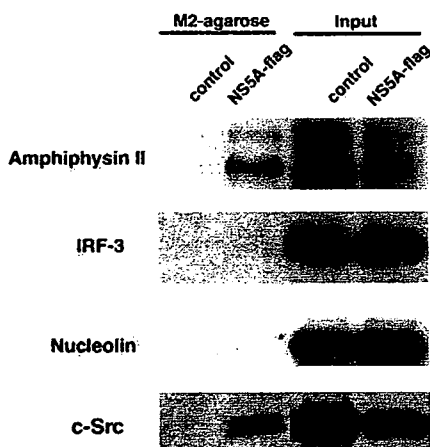 M2-agarose Input
control NS5A-flag control NS5A-flag
Amphiphysin II
IRF-3
Nucleolin
c-Src